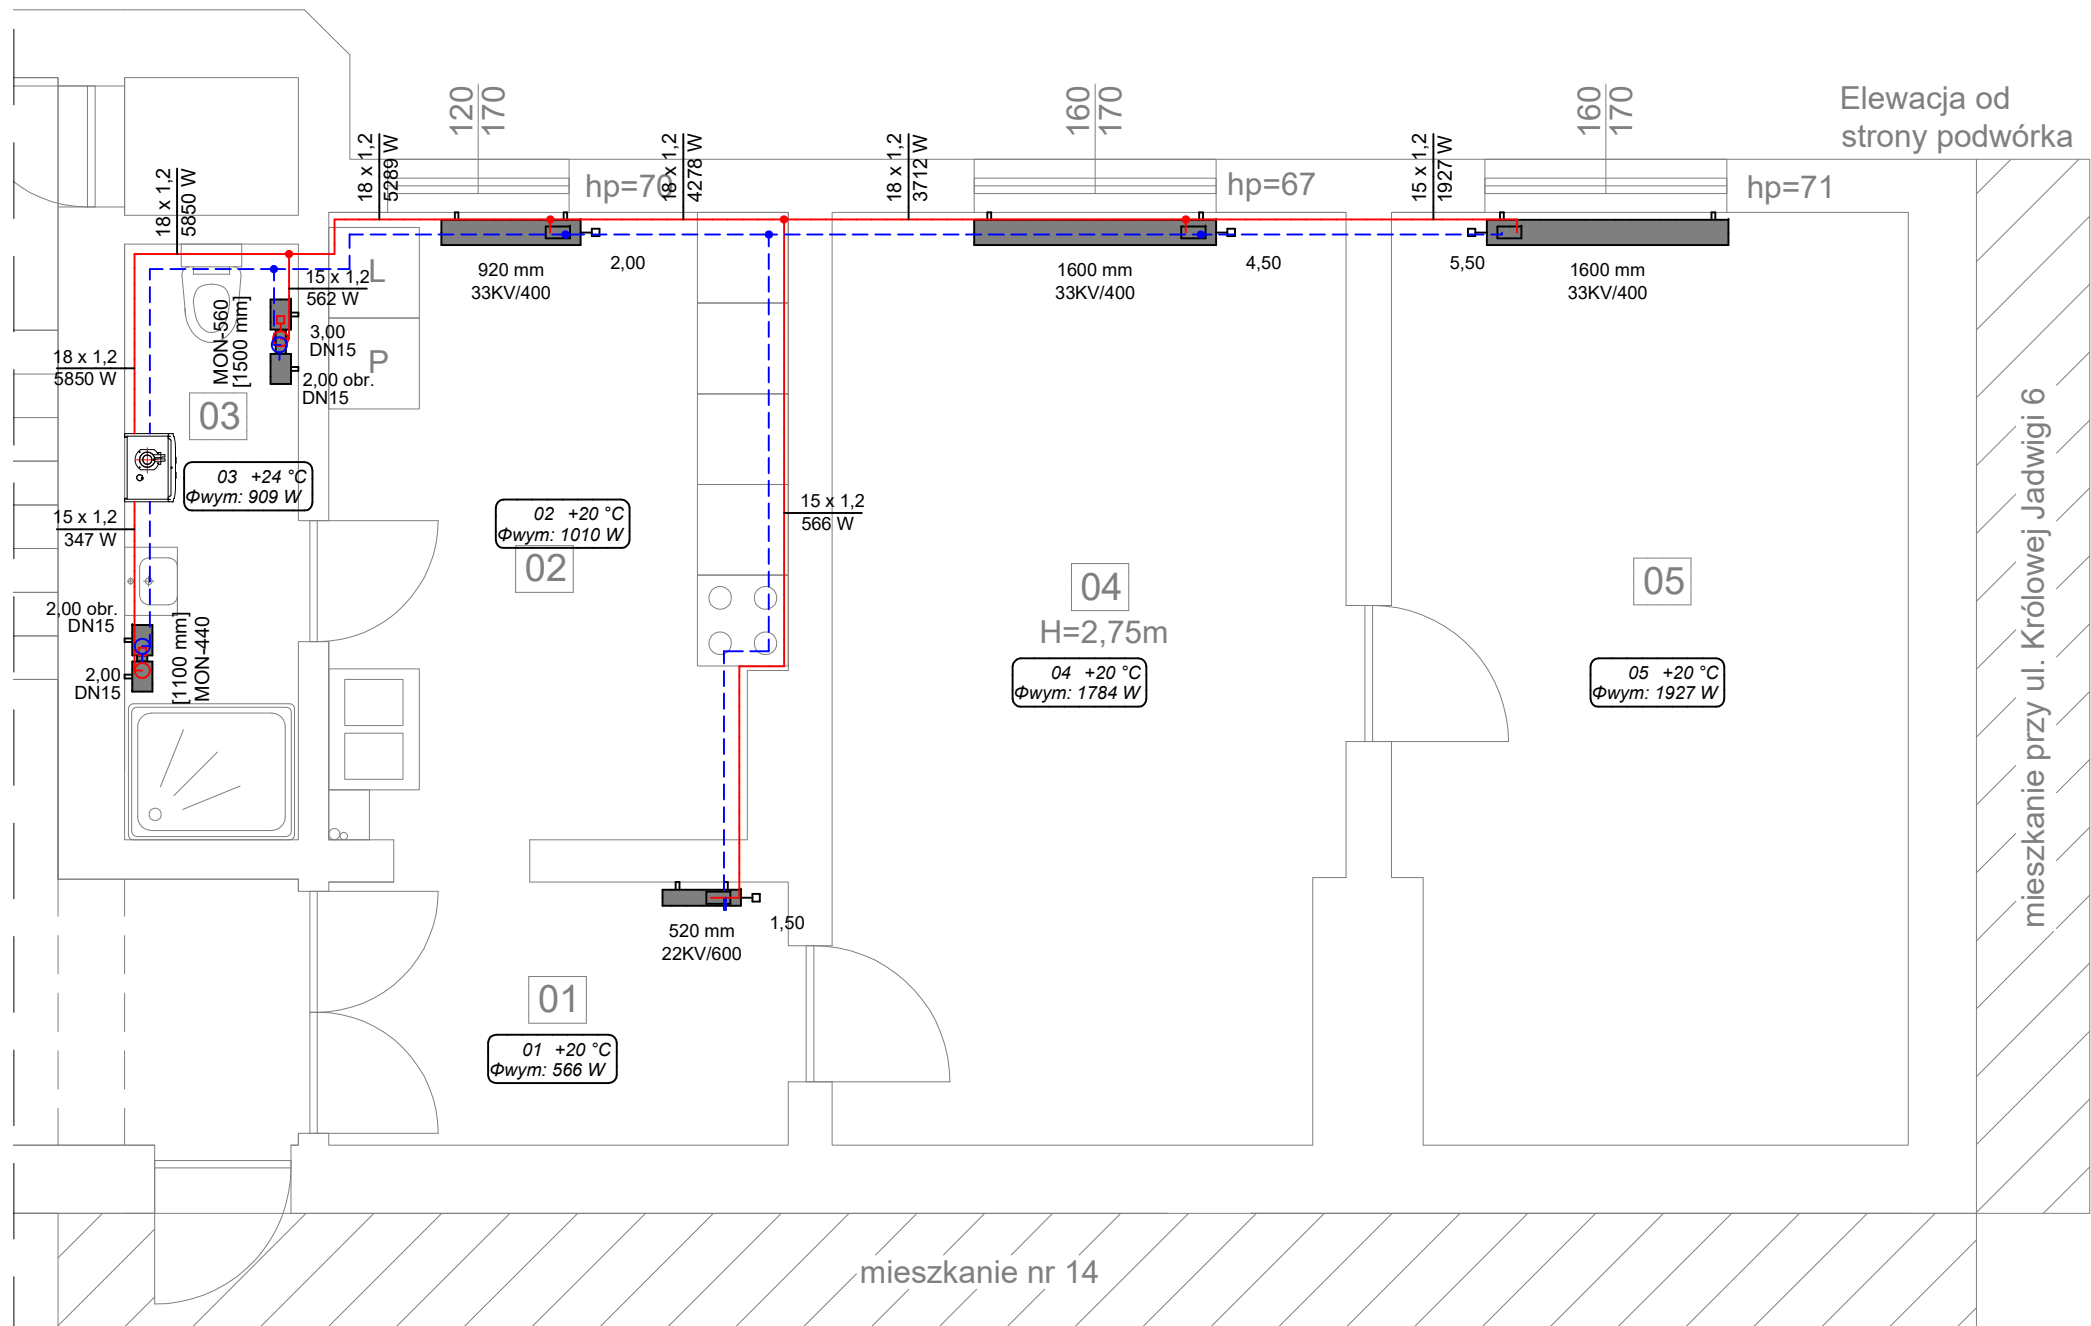 120
170
160
170
160
170
Elewacja od
strony podwórka
18 x 1,2
5850 W
18 x 1,2
5289 W
hp=70
18 x 1,2
4278 W
18 x 1,2
3712 W
hp=67
15 x 1,2
1927 W
hp=71
L
P
15 x 1,2
562 W
920 mm
33KV/400
2,00
1600 mm
33KV/400
4,50
5,50
1600 mm
33KV/400
MON-560
[1500 mm]
3,00
DN15
2,00 obr.
DN15
18 x 1,2
5850 W
03
03 +24 °C
Φwym: 909 W
15 x 1,2
347 W
02 +20 °C
Φwym: 1010 W
02
15 x 1,2
566 W
04
H=2,75m
04 +20 °C
Φwym: 1784 W
05
05 +20 °C
Φwym: 1927 W
2,00 obr.
DN15
2,00
DN15
[1100 mm]
MON-440
mieszkanie przy ul. Królowej Jadwigi 6
520 mm
22KV/600
1,50
01
01 +20 °C
Φwym: 566 W
mieszkanie nr 14